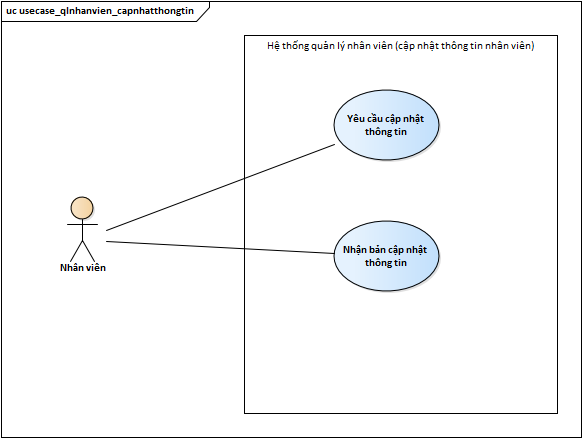 uc usecase_qlnhanvien_capnhatthongtin
Hệ thống quản lý nhân viên (cập nhật thông tin nhân viên)
Yêu cầu cập nhật
thông tin
Nhận bản cập nhật
thông tin
Nhân viên